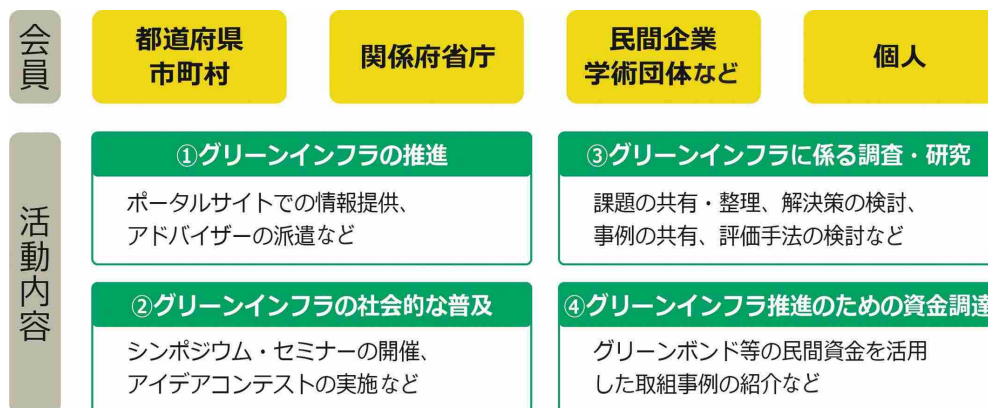 会員
都道府県
市町村
関係府省庁
民間企業
学術団体など
個人
活動内容
①グリーンインフラの推進
ポータルサイトでの情報提供、
アドバイザーの派遣など
②グリーンインフラの社会的な普及
シンポジウム・セミナーの開催、
アイデアコンテストの実施など
③グリーンインフラに係る調査・研究
課題の共有・整理、解決策の検討、
事例の共有、評価手法の検討など
④グリーンインフラ推進のための資金調達
グリーンボンド等の民間資金を活用
した取組事例の紹介など